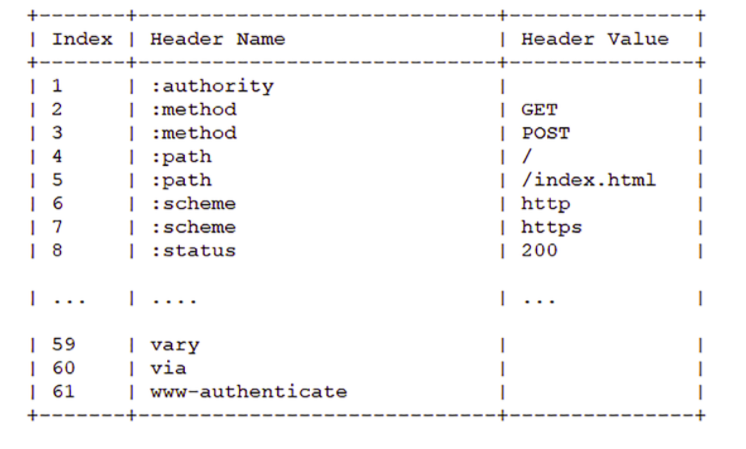 +-------+-----------------------------+---------------+
| Index | Header Name                 | Header Value  |
+-------+-----------------------------+---------------+
| 1     | :authority                  |               |
| 2     | :method                     | GET           |
| 3     | :method                     | POST          |
| 4     | :path                       | /             |
| 5     | :path                       | /index.html   |
| 6     | :scheme                     | http          |
| 7     | :scheme                     | https         |
| 8     | :status                     | 200           |
| ...   | ....                        | ...           |
| 59    | vary                        |               |
| 60    | via                         |               |
| 61    | www-authenticate            |               |
+-------+-----------------------------+---------------+